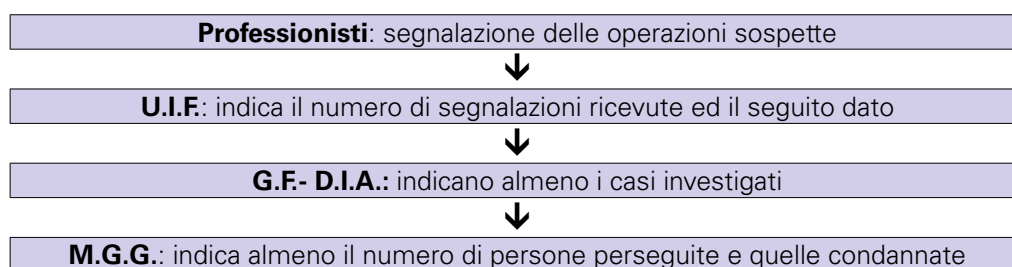 Professionisti: segnalazione delle operazioni sospette
U.I.F.: indica il numero di segnalazioni ricevute ed il seguito dato
G.F.- D.I.A.: indicano almeno i casi investigati
M.G.G.: indica almeno il numero di persone perseguite e quelle condannate